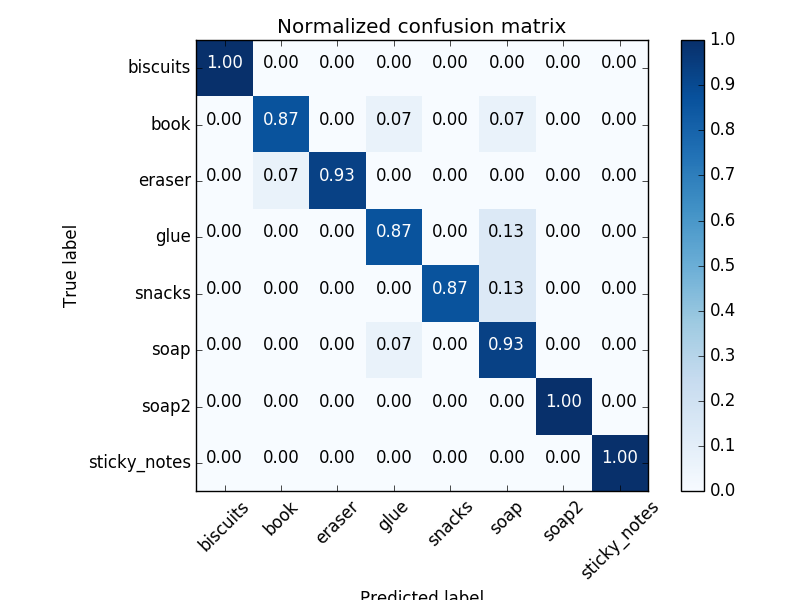 Normalized confusion matrix
biscuits 1.00 0.00 0.00 0.00 0.00 0.00 0.00 0.00
book 0.00 0.87 0.00 0.07 0.00 0.07 0.00 0.00
eraser 0.00 0.07 0.93 0.00 0.00 0.00 0.00 0.00
glue 0.00 0.00 0.00 0.87 0.00 0.13 0.00 0.00
snacks 0.00 0.00 0.00 0.00 0.87 0.13 0.00 0.00
soap 0.00 0.00 0.00 0.07 0.00 0.93 0.00 0.00
soap2 0.00 0.00 0.00 0.00 0.00 0.00 1.00 0.00
sticky_notes 0.00 0.00 0.00 0.00 0.00 0.00 0.00 1.00
biscuits book eraser glue snacks soap soap2 sticky_notes
True label
Predicted label
1.0
0.9
0.8
0.7
0.6
0.5
0.4
0.3
0.2
0.1
0.0